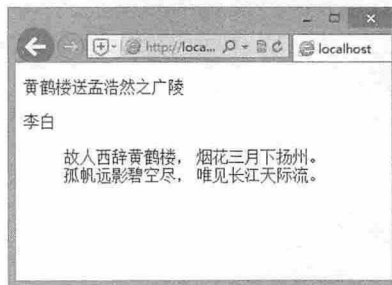 http://loca...
localhost
黄鹤楼送孟浩然之广陵
李白
故人西辞黄鹤楼， 烟花三月下扬州。
孤帆远影碧空尽， 唯见长江天际流。